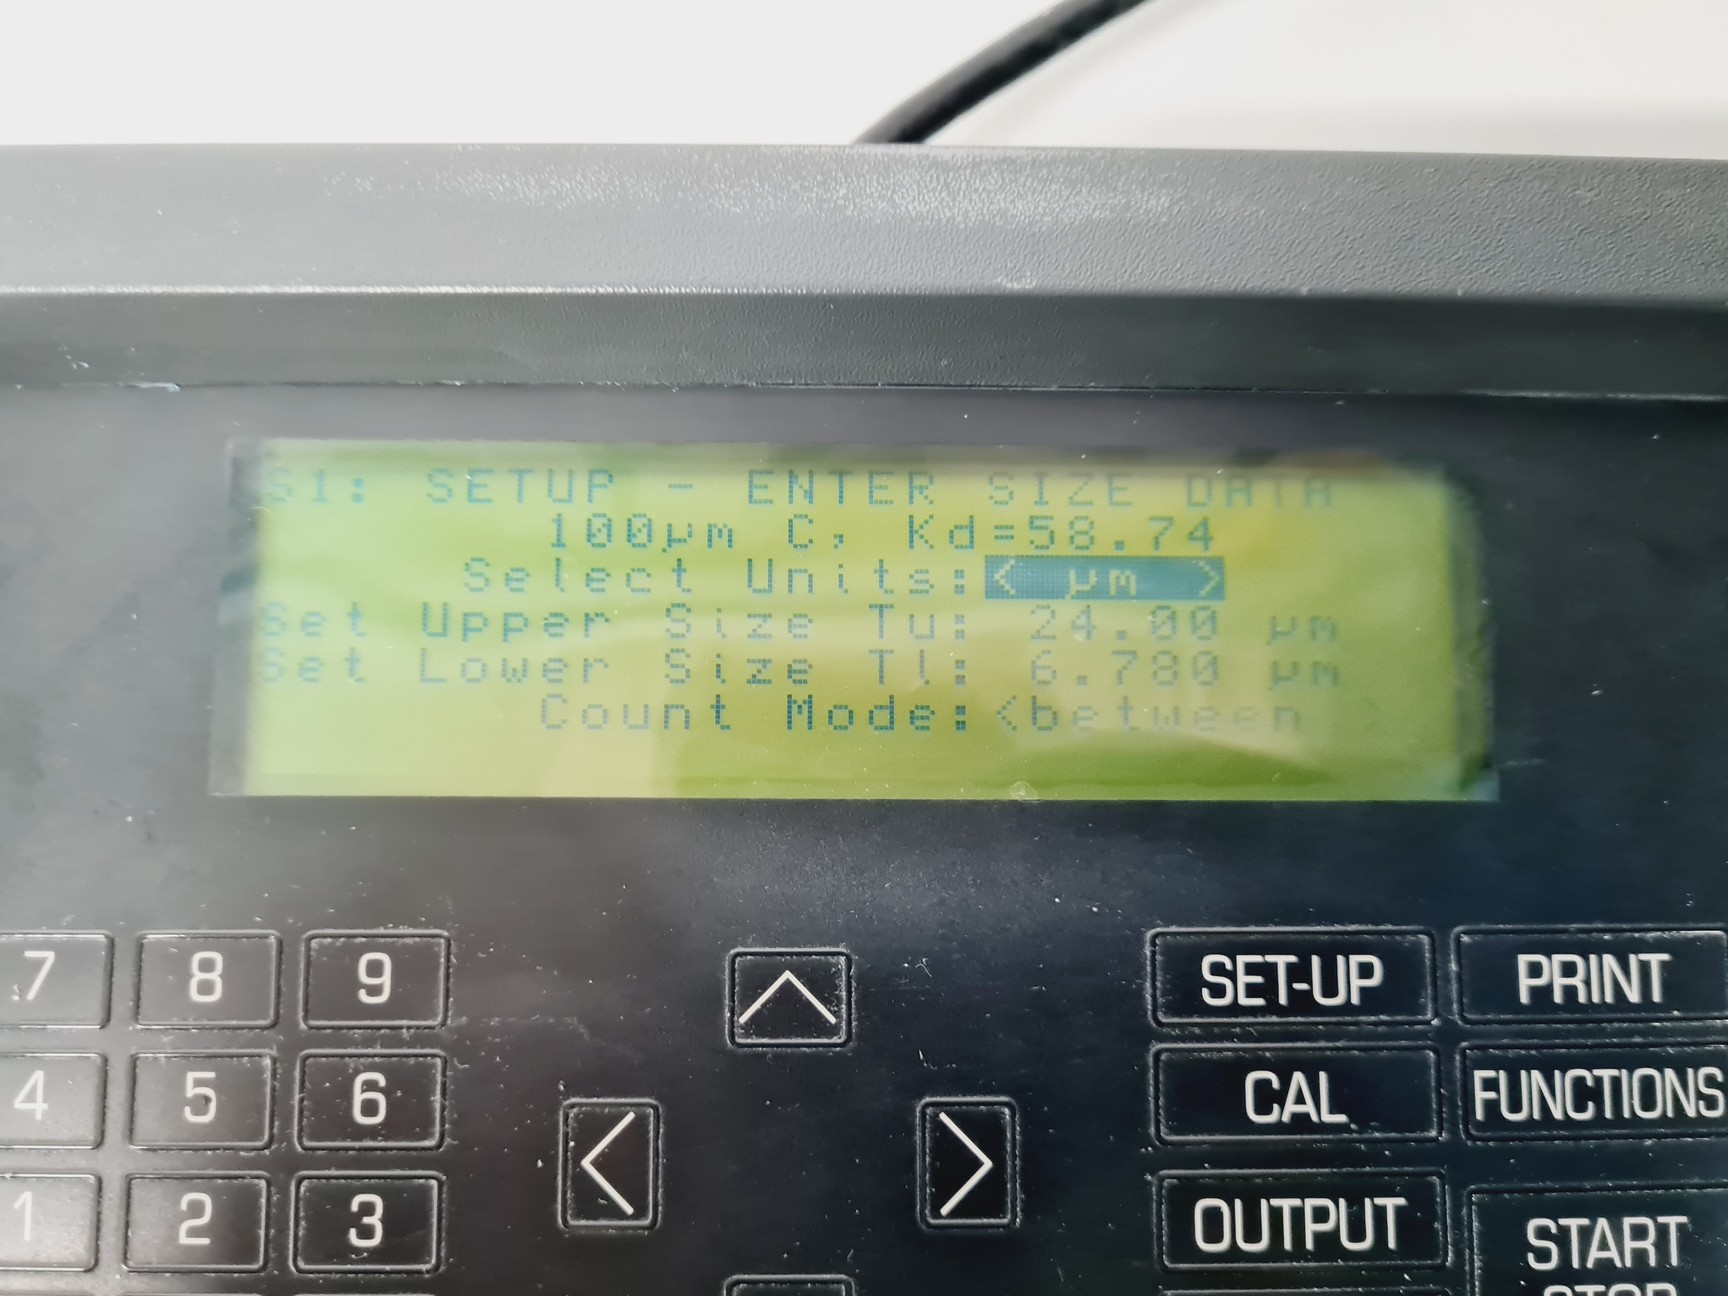 S1: SETUP - ENTER SIZE DATA
100µm C, Kd=58.74
Select Units:< µm >
Set Upper Size Tu: 24.00 µm
Set Lower Size Tl: 6.780 µm
Count Mode:<between >
7 8 9
SET-UP PRINT
4 5 6
CAL FUNCTIONS
1 2 3
OUTPUT START
STOP